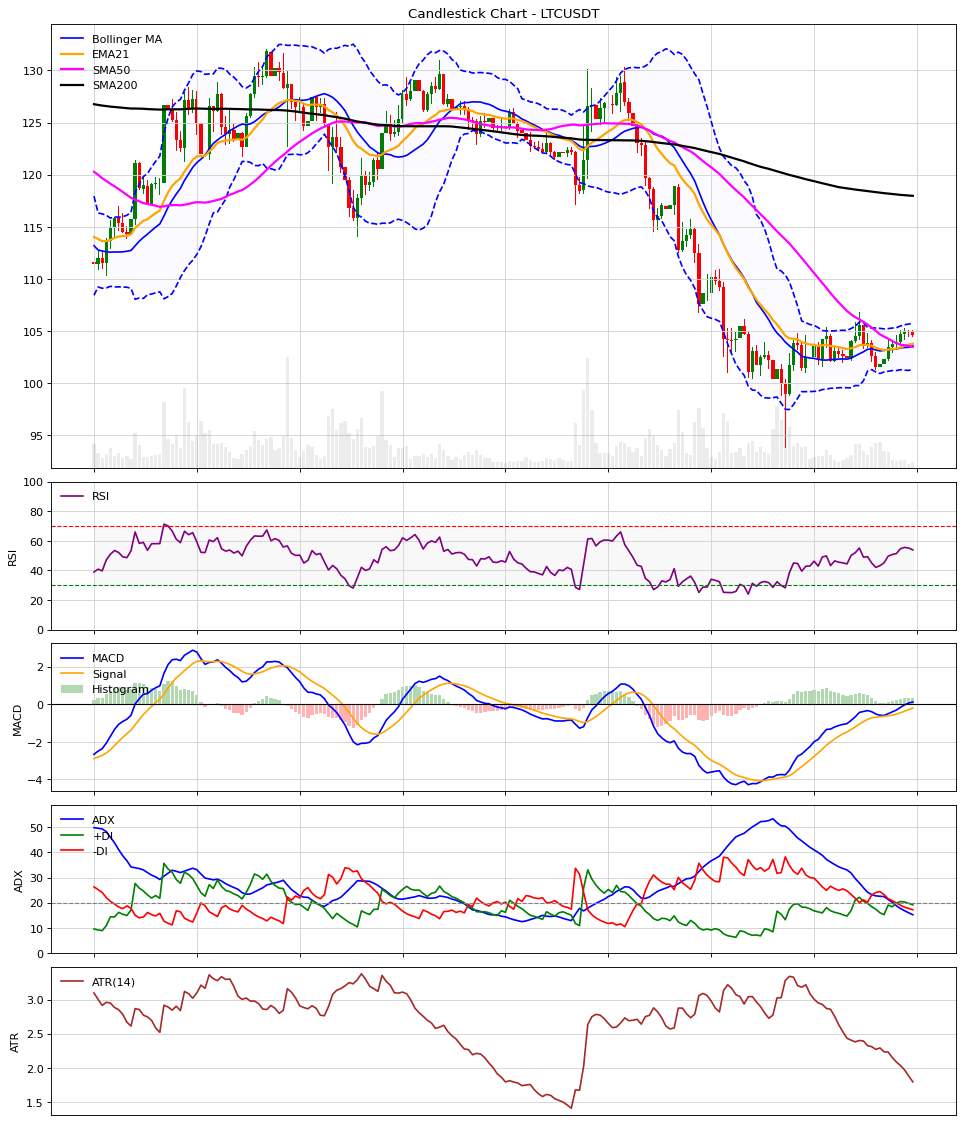 Candlestick Chart - LTCUSDT
Bollinger MA
EMA21
SMA50
SMA200
130
125
120
115
110
105
100
95
RSI
RSI
100
80
60
40
20
0
MACD
Signal
Histogram
MACD
2
0
−2
−4
ADX
+DI
-DI
ADX
50
40
30
20
10
0
ATR(14)
ATR
3.0
2.5
2.0
1.5